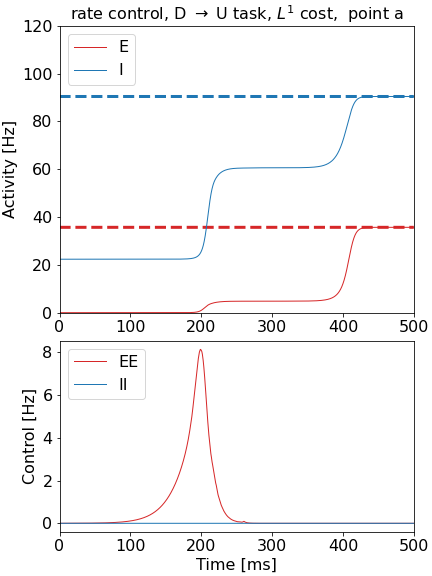 rate control, D → U task, L¹ cost, point a
120
100
80
60
40
20
0
Activity [Hz]
E
I
0 100 200 300 400 500
8
6
4
2
0
Control [Hz]
EE
II
0 100 200 300 400 500
Time [ms]